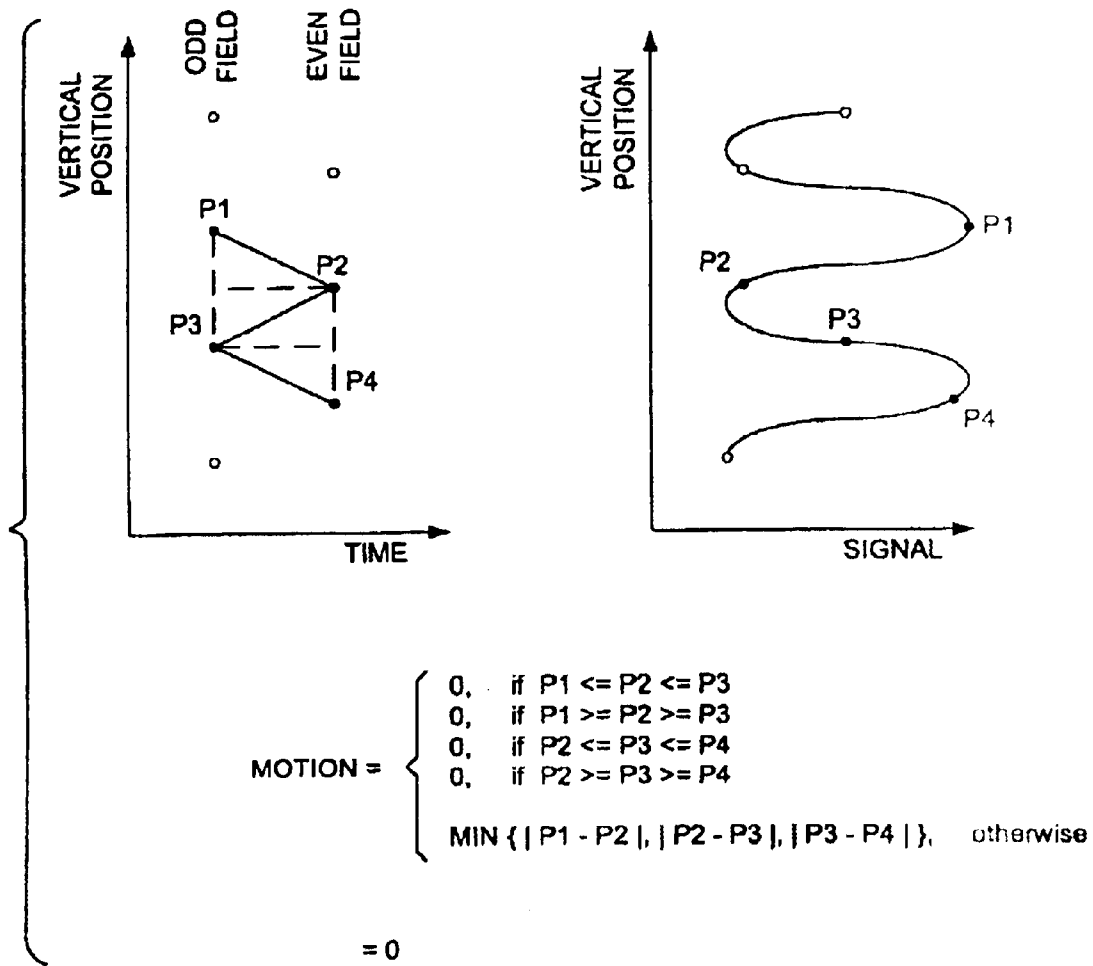 ODD
FIELD
EVEN
FIELD
VERTICAL
POSITION
P1
P2
P3
P4
TIME
VERTICAL
POSITION
P1
P2
P3
P4
SIGNAL
MOTION =
0, if P1 <= P2 <= P3
0, if P1 >= P2 >= P3
0, if P2 <= P3 <= P4
0, if P2 >= P3 >= P4
MIN { | P1 - P2 |, | P2 - P3 |, | P3 - P4 | }, otherwise
= 0